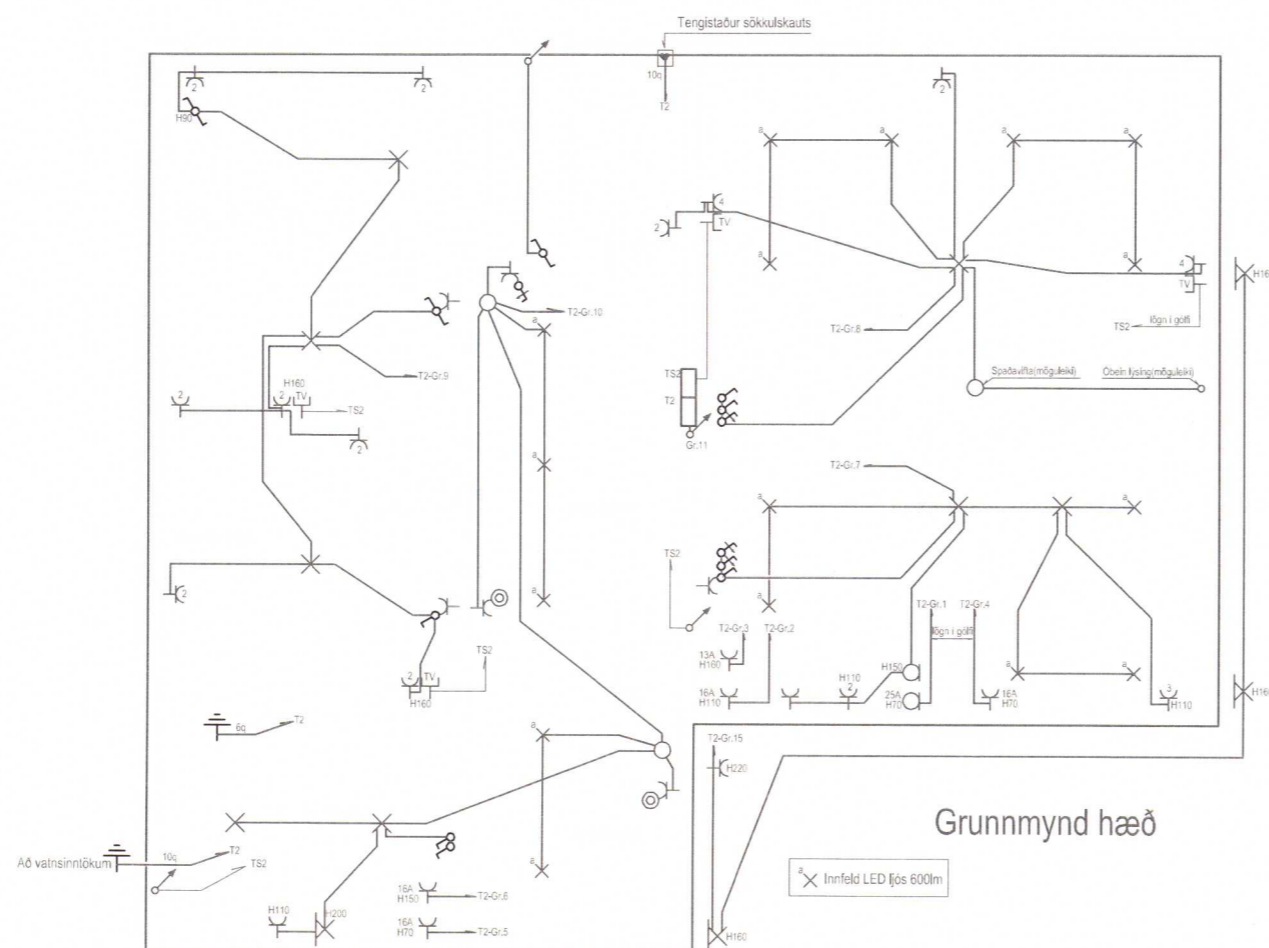 Tengistaður sökkulskauts
10q
T2
2
2
2
H90
a
a
a
a
4
TV
2
4
TV
a
a
H16
lögn í gólfi
TS2
T2-Gr.10
a
T2-Gr.8
T2-Gr.9
TS2
T2
Gr.11
Spaðavifta(möguleiki)
Óbein lýsing(möguleiki)
H160
2
2
TV
TS2
2
a
T2-Gr.7
a
a
TS2
2
a
a
T2-Gr.3
T2-Gr.2
T2-Gr.1
T2-Gr.4
lögn í gólfi
TS2
13A
H160
H150
a
a
2
TV
H160
16A
H110
H110
2
25A
H70
16A
H70
3
H110
H16
6q
T2
a
T2-Gr.15
H220
Grunnmynd hæð
Að vatnsinntökum
10q
T2
TS2
a
a
Innfeld LED ljós 600lm
16A
H150
T2-Gr.6
H110
H200
16A
H70
T2-Gr.5
H160